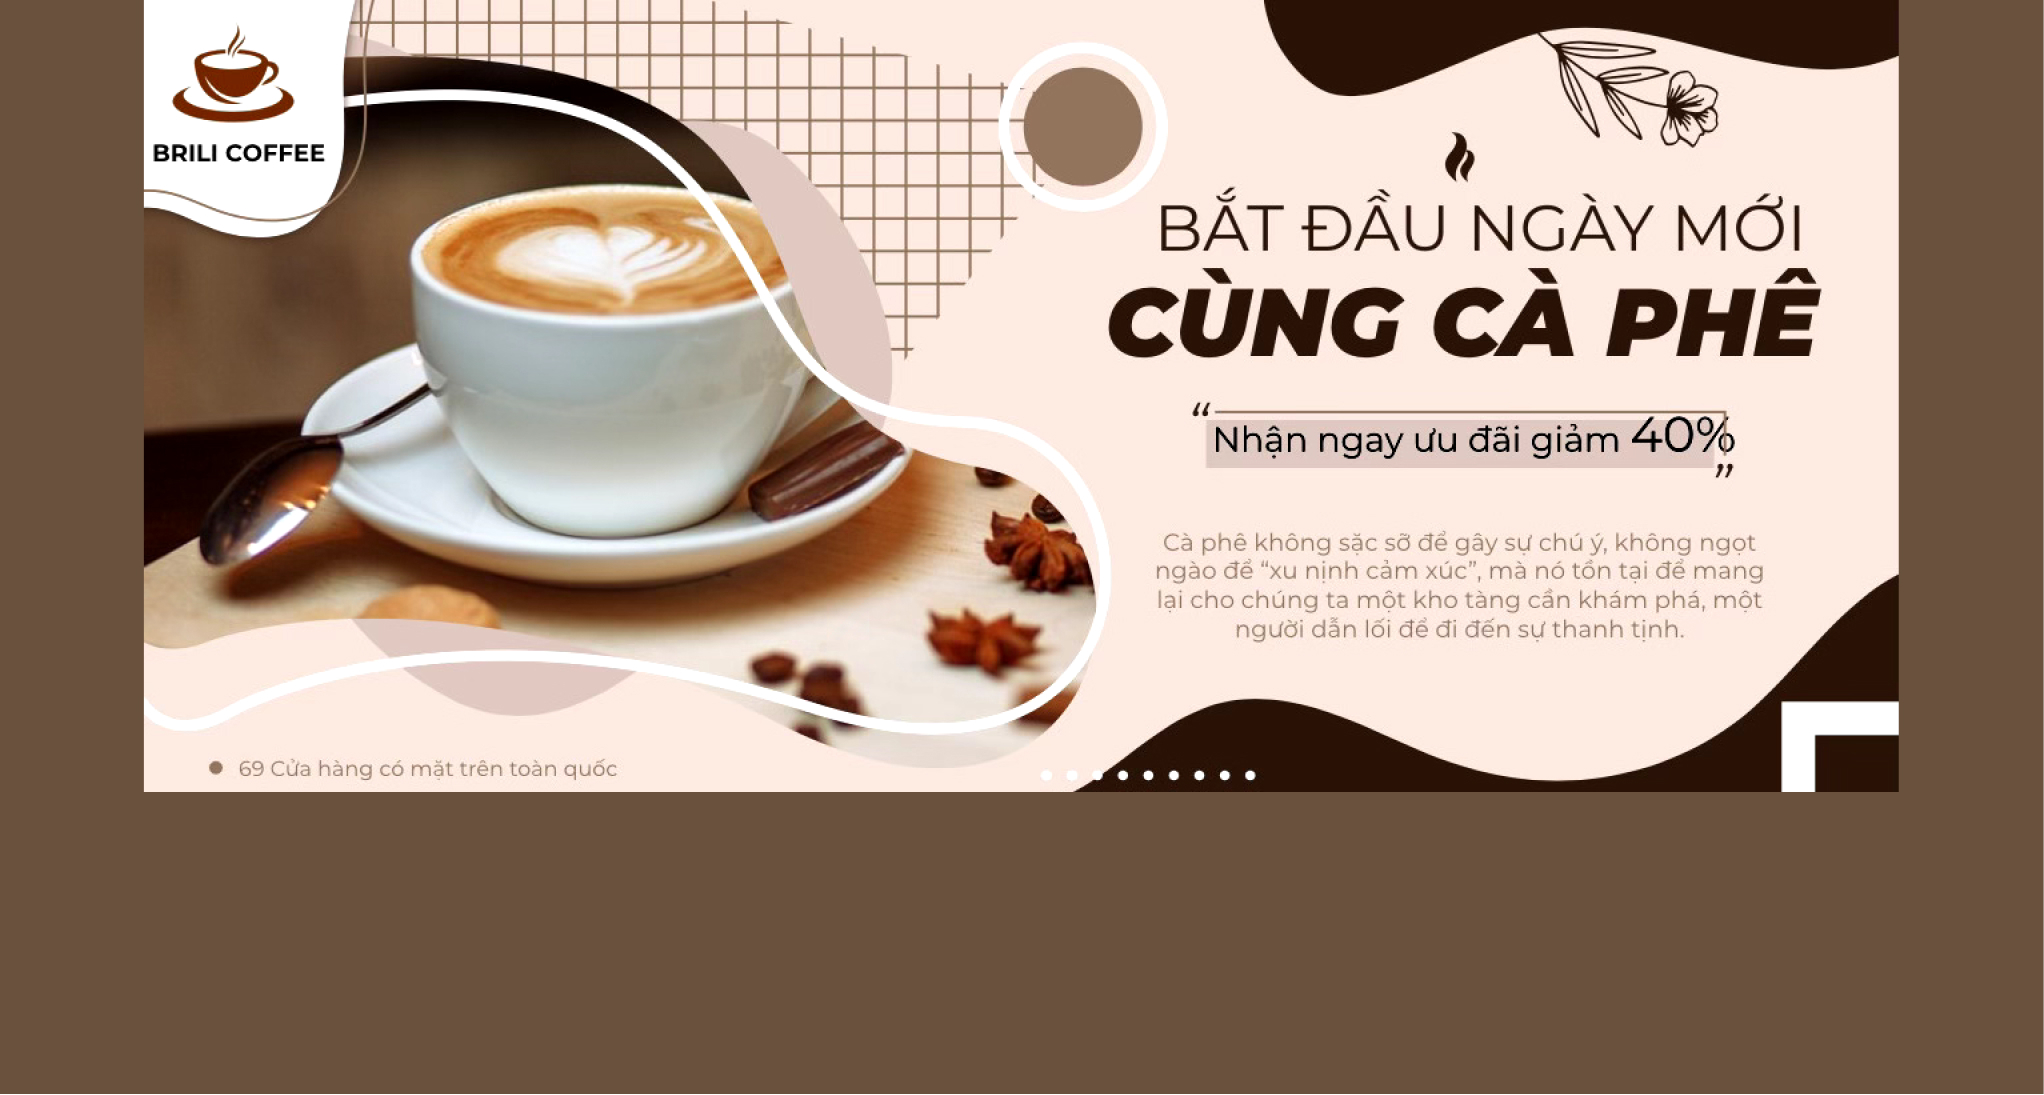 BRILI COFFEE
BẮT ĐẦU NGÀY MỚI
CÙNG CÀ PHÊ
“Nhận ngay ưu đãi giảm 40%”
Cà phê không sặc sỡ để gây sự chú ý, không ngọt
ngào để “xu nịnh cảm xúc”, mà nó tồn tại để mang
lại cho chúng ta một kho tàng cần khám phá, một
người dẫn lối để đi đến sự thanh tịnh.
69 Cửa hàng có mặt trên toàn quốc